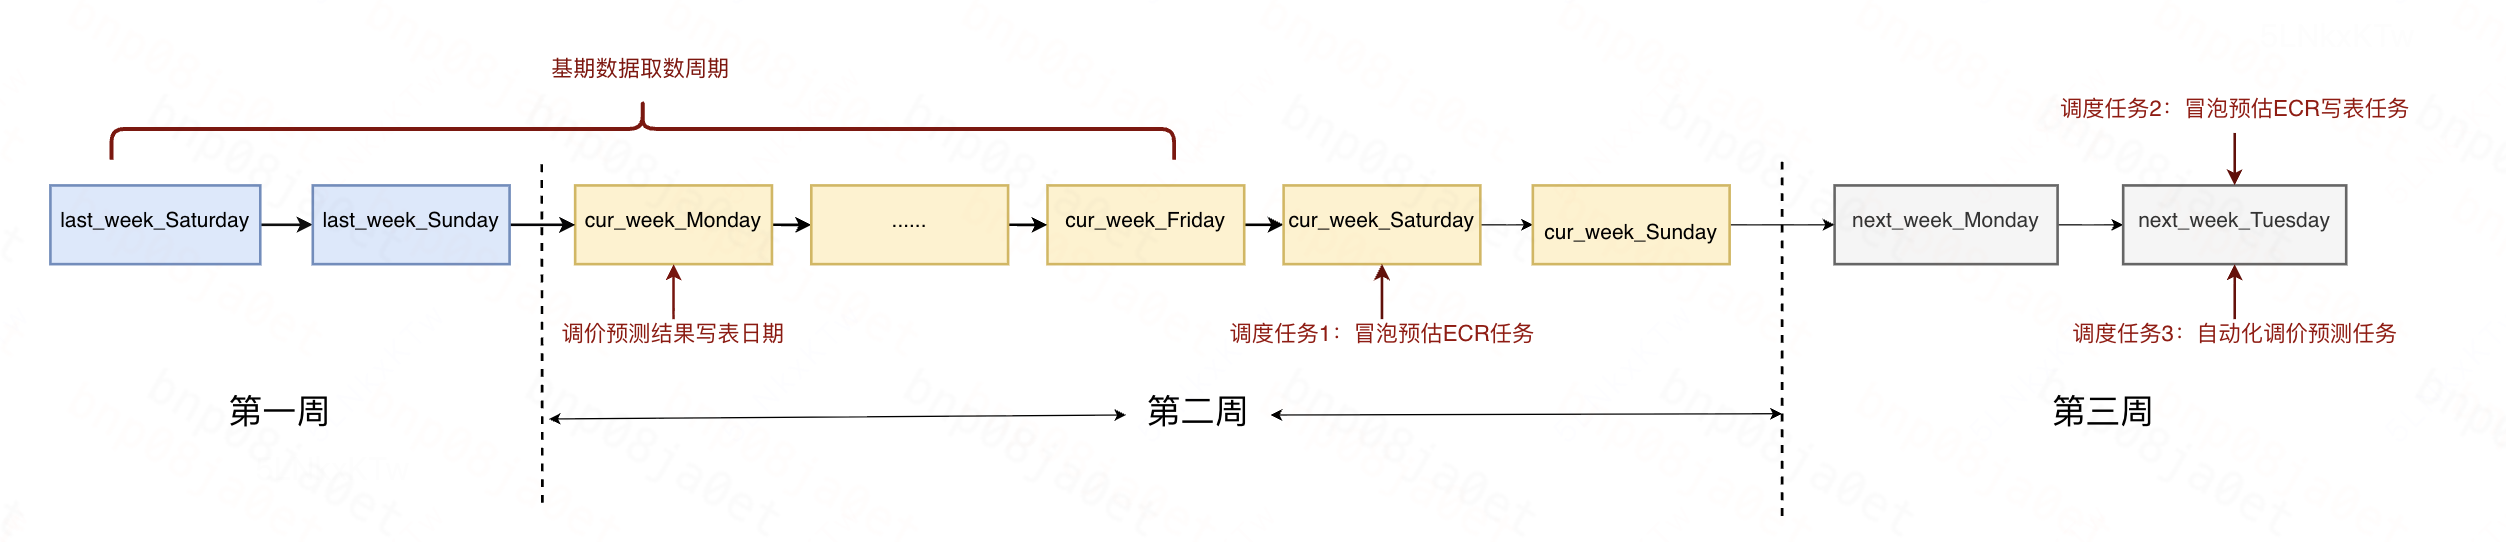 基期数据取数周期
调度任务2：冒泡预估ECR写表任务
last_week_Saturday
last_week_Sunday
cur_week_Monday
......
cur_week_Friday
cur_week_Saturday
cur_week_Sunday
next_week_Monday
next_week_Tuesday
调价预测结果写表日期
调度任务1：冒泡预估ECR任务
调度任务3：自动化调价预测任务
第一周
第二周
第三周